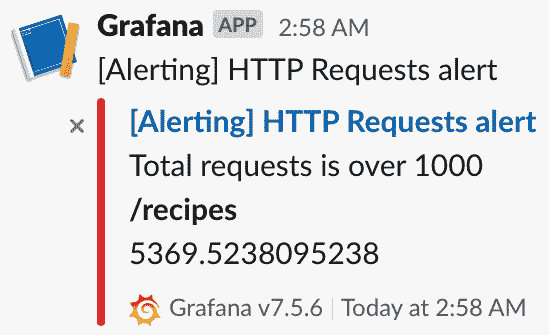 Grafana APP 2:58 AM
[Alerting] HTTP Requests alert
[Alerting] HTTP Requests alert
Total requests is over 1000
/recipes
5369.5238095238
Grafana v7.5.6 | Today at 2:58 AM